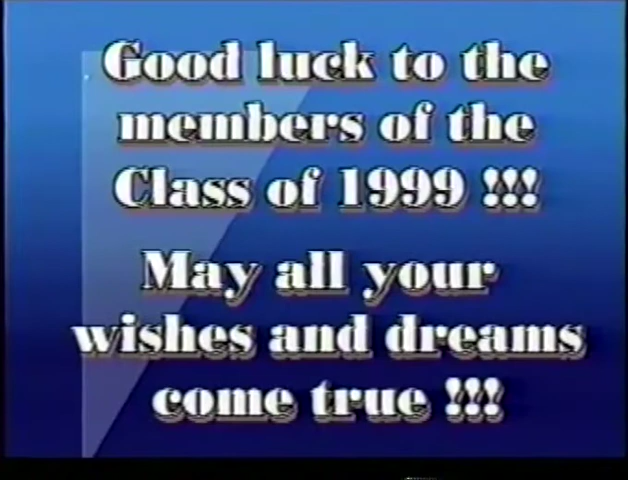 Good luck to the
members of the
Class of 1999 !!!
May all your
wishes and dreams
come true !!!